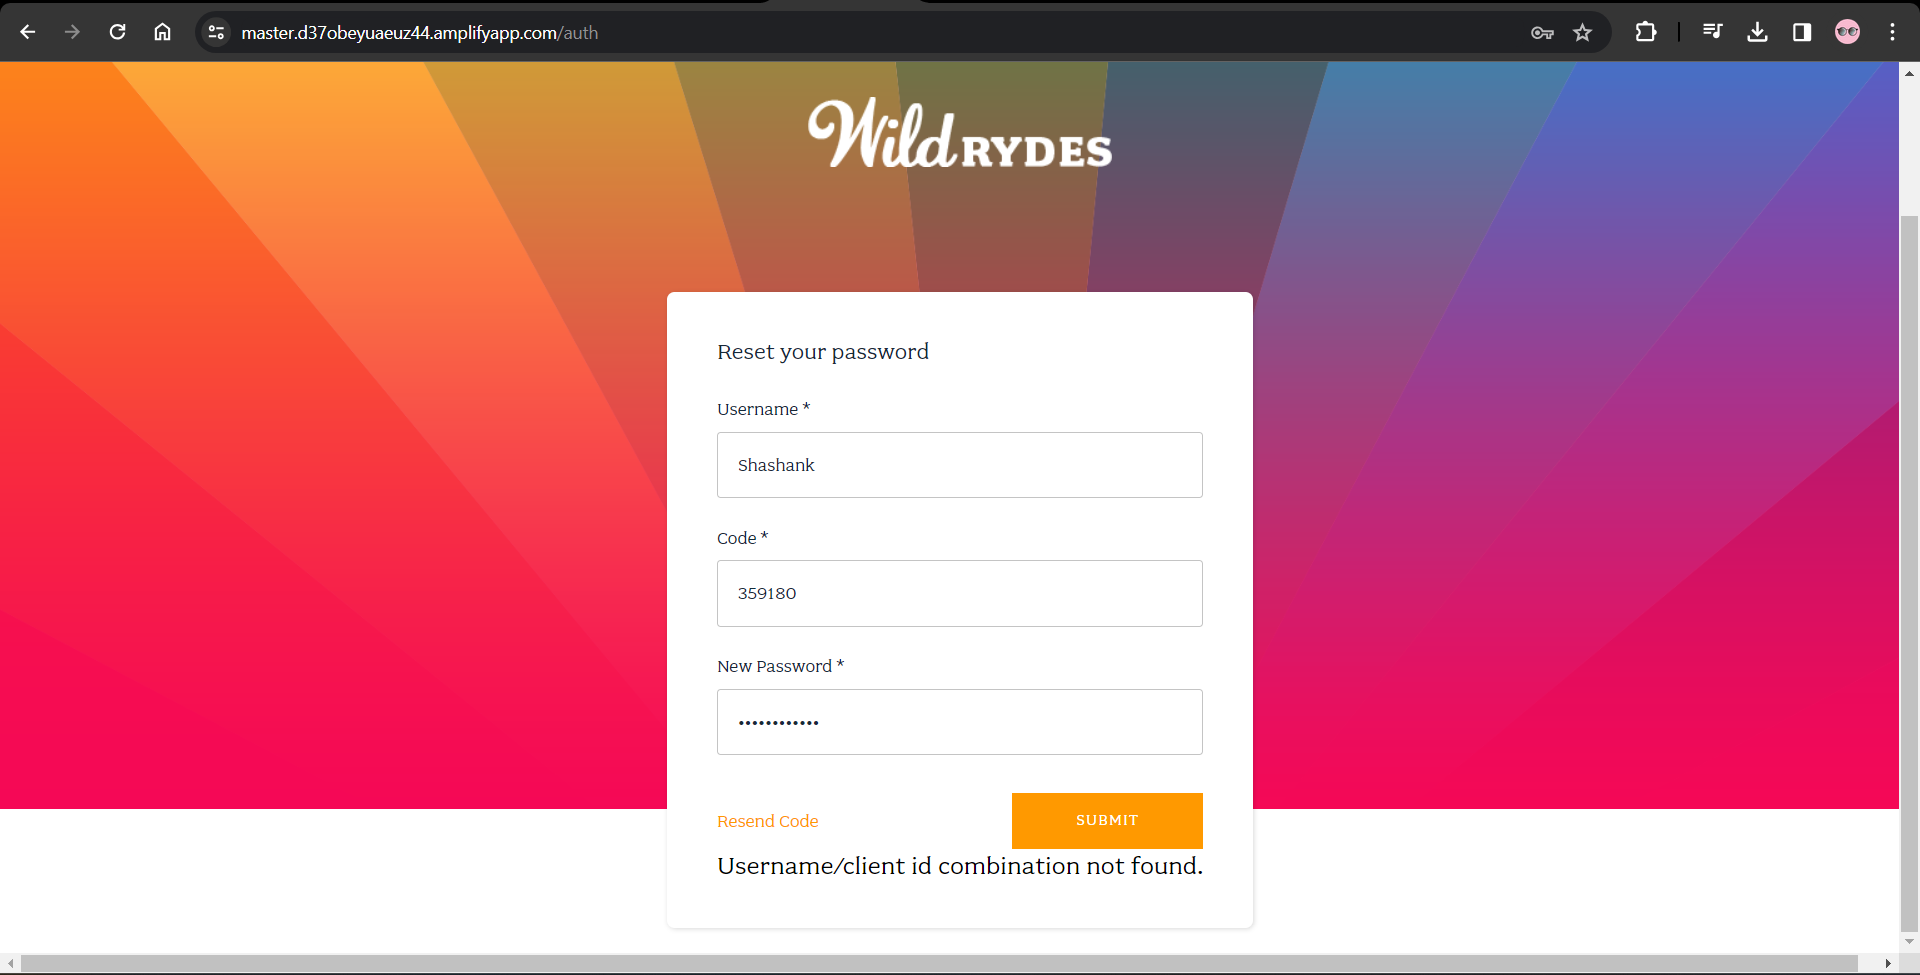 master.d37obeyuaeuz44.amplifyapp.com/auth
Wild RYDES
Reset your password
Username *
Shashank
Code *
359180
New Password *
••••••••••••
Resend Code
SUBMIT
Username/client id combination not found.